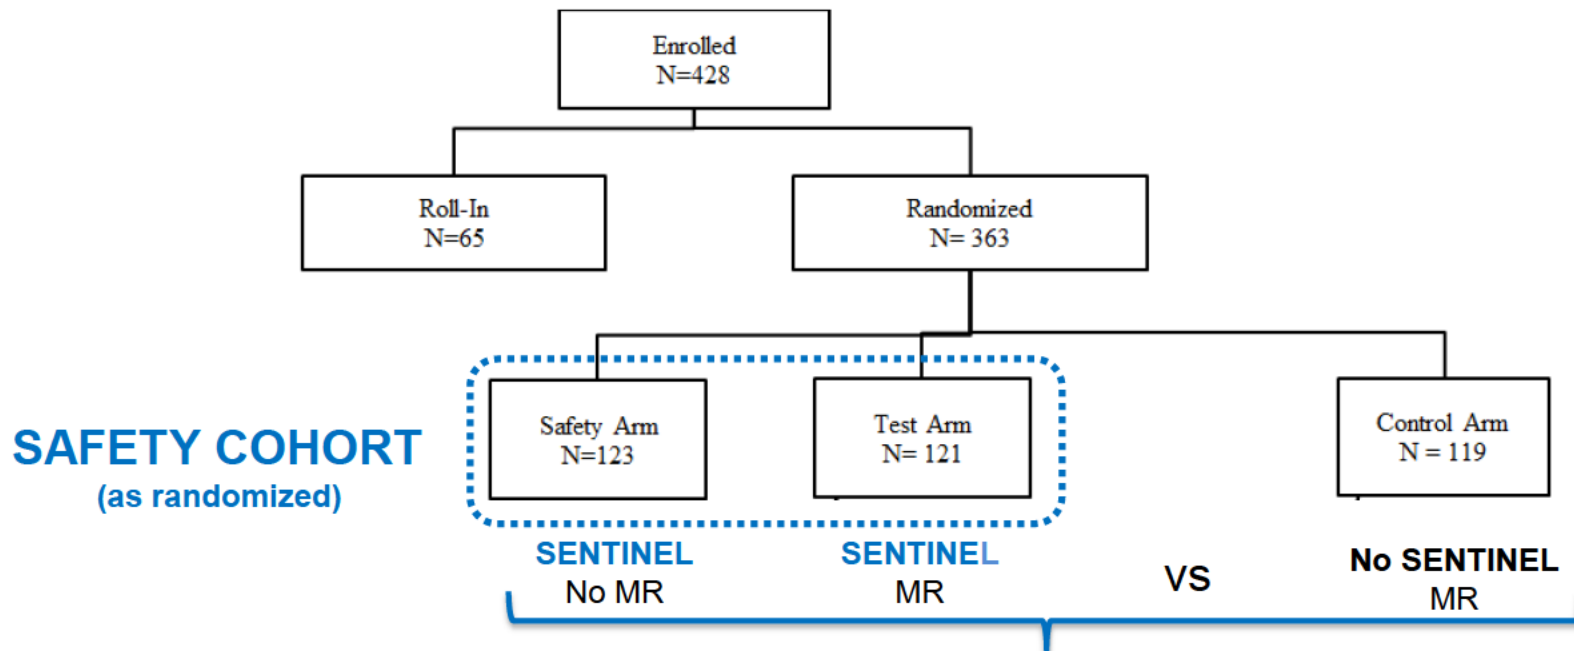 Enrolled
N=428
Roll-In
N=65
Randomized
N= 363
SAFETY COHORT
(as randomized)
Safety Arm
N=123
Test Arm
N= 121
Control Arm
N = 119
SENTINEL
No MR
SENTINEL
MR
VS
No SENTINEL
MR